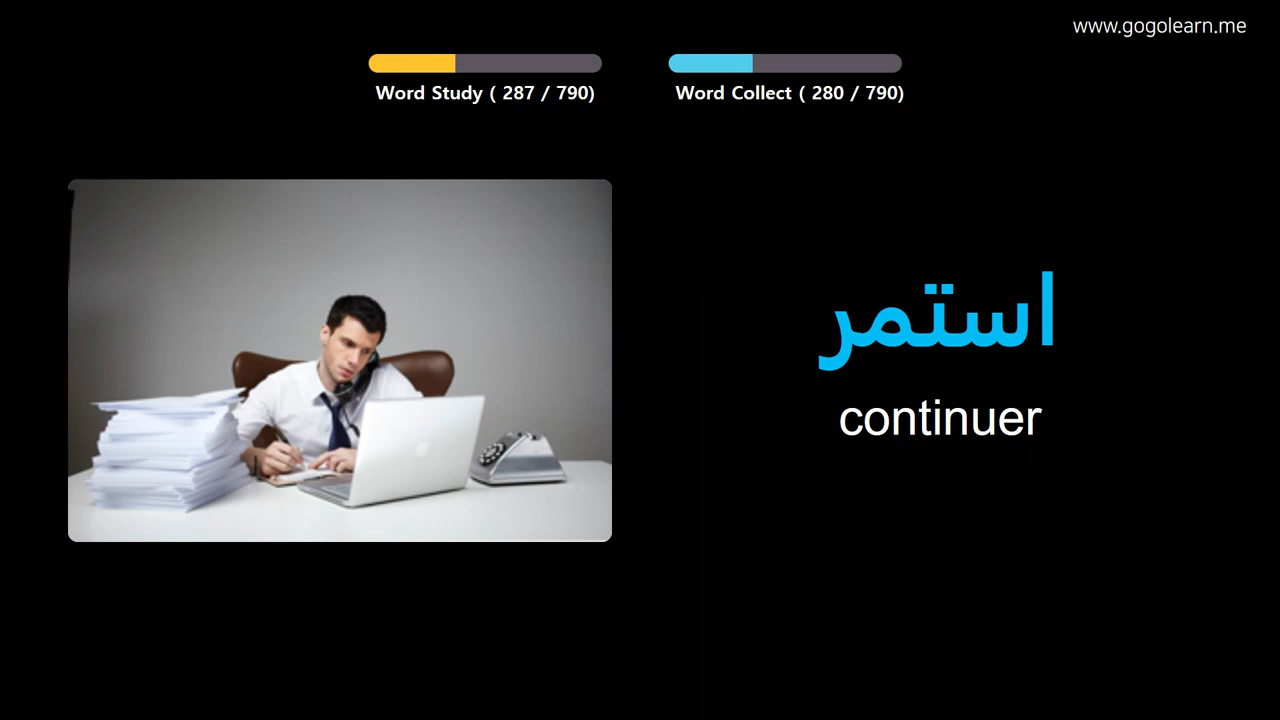 www.gogolearn.me
Word Study ( 287 / 790)
Word Collect ( 280 / 790)
استمر
continuer